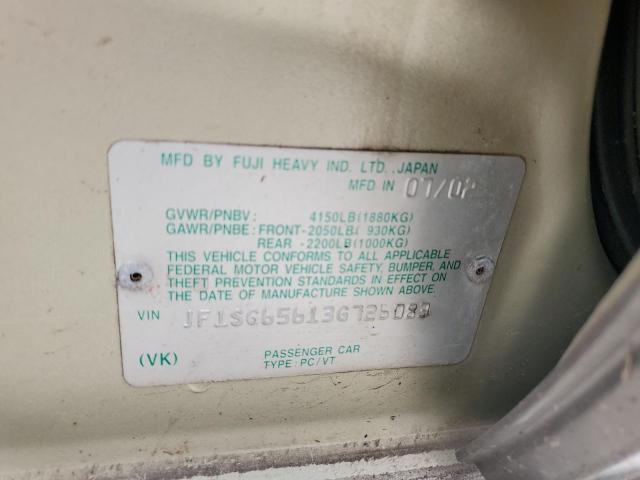 MFD BY FUJI HEAVY IND. LTD., JAPAN
MFD IN 07/02
GVWR/PNBV: 4150LB(1880KG)
GAWR/PNBE: FRONT-2050LB( 930KG)
REAR -2200LB(1000KG)
THIS VEHICLE CONFORMS TO ALL APPLICABLE
FEDERAL MOTOR VEHICLE SAFETY, BUMPER, AND
THEFT PREVENTION STANDARDS IN EFFECT ON
THE DATE OF MANUFACTURE SHOWN ABOVE.
VIN JF1SG65613G726083
(VK) PASSENGER CAR
TYPE: PC/VT